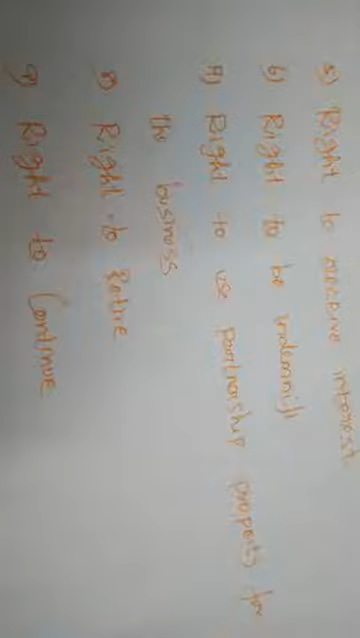 5) Right to receive interest
6) Right to be indemnift
7) Right to use partnership property for
the business
8) Right to Retire
9) Right to Continue